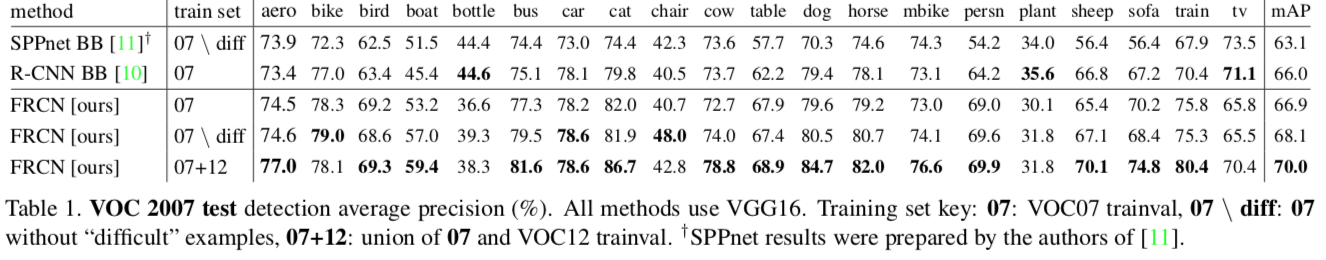 method train set aero bike bird boat bottle bus car cat chair cow table dog horse mbike persn plant sheep sofa train tv mAP
SPPnet BB [11]† 07 \ diff 73.9 72.3 62.5 51.5 44.4 74.4 73.0 74.4 42.3 73.6 57.7 70.3 74.6 74.3 54.2 34.0 56.4 56.4 67.9 73.5 63.1
R-CNN BB [10] 07 73.4 77.0 63.4 45.4 44.6 75.1 78.1 79.8 40.5 73.7 62.2 79.4 78.1 73.1 64.2 35.6 66.8 67.2 70.4 71.1 66.0
FRCN [ours] 07 74.5 78.3 69.2 53.2 36.6 77.3 78.2 82.0 40.7 72.7 67.9 79.6 79.2 73.0 69.0 30.1 65.4 70.2 75.8 65.8 66.9
FRCN [ours] 07 \ diff 74.6 79.0 68.6 57.0 39.3 79.5 78.6 81.9 48.0 74.0 67.4 80.5 80.7 74.1 69.6 31.8 67.1 68.4 75.3 65.5 68.1
FRCN [ours] 07+12 77.0 78.1 69.3 59.4 38.3 81.6 78.6 86.7 42.8 78.8 68.9 84.7 82.0 76.6 69.9 31.8 70.1 74.8 80.4 70.4 70.0
Table 1. VOC 2007 test detection average precision (%). All methods use VGG16. Training set key: 07: VOC07 trainval, 07 \ diff: 07
without “difficult” examples, 07+12: union of 07 and VOC12 trainval. †SPPnet results were prepared by the authors of [11].